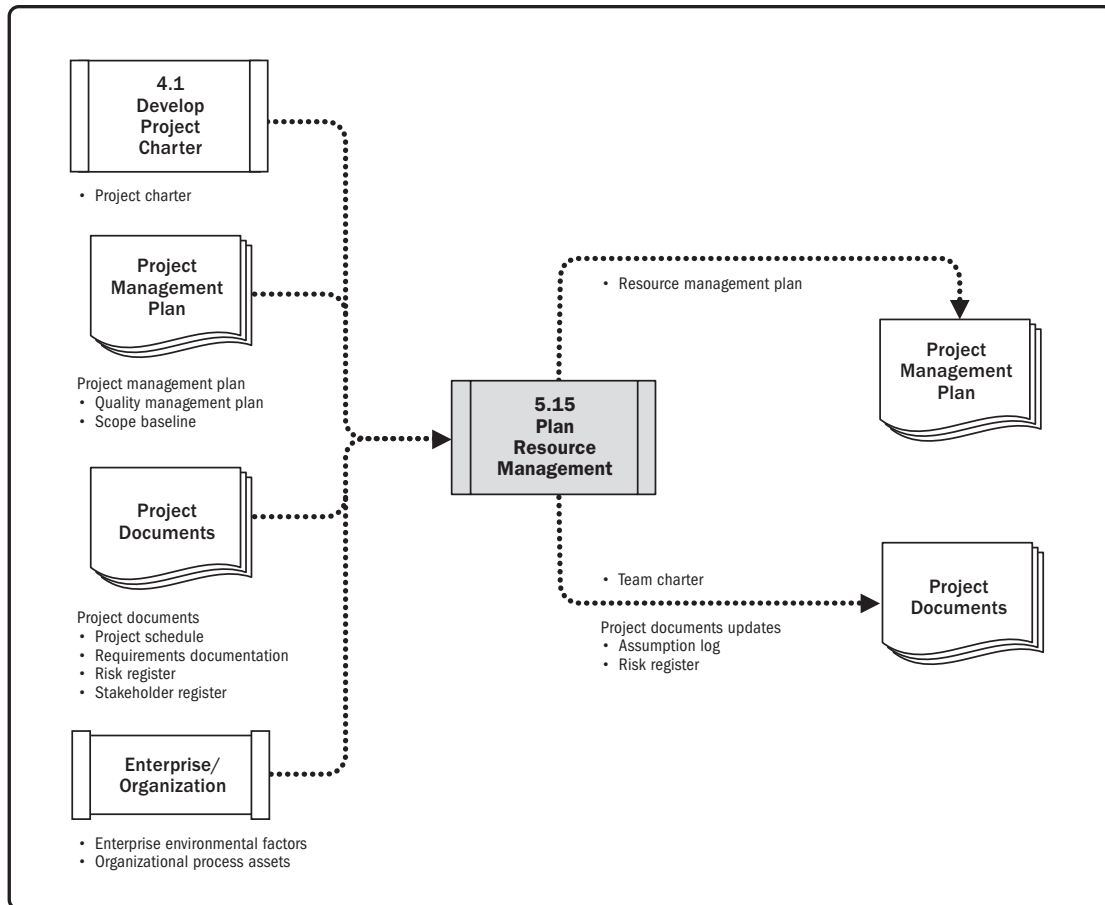 4.1
Develop
Project
Charter
• Project charter
Project
Management
Plan
Project management plan
• Quality management plan
• Scope baseline
Project
Documents
Project documents
• Project schedule
• Requirements documentation
• Risk register
• Stakeholder register
Enterprise/
Organization
• Enterprise environmental factors
• Organizational process assets
5.15
Plan
Resource
Management
• Resource management plan
Project
Management
Plan
• Team charter
Project documents updates
• Assumption log
• Risk register
Project
Documents